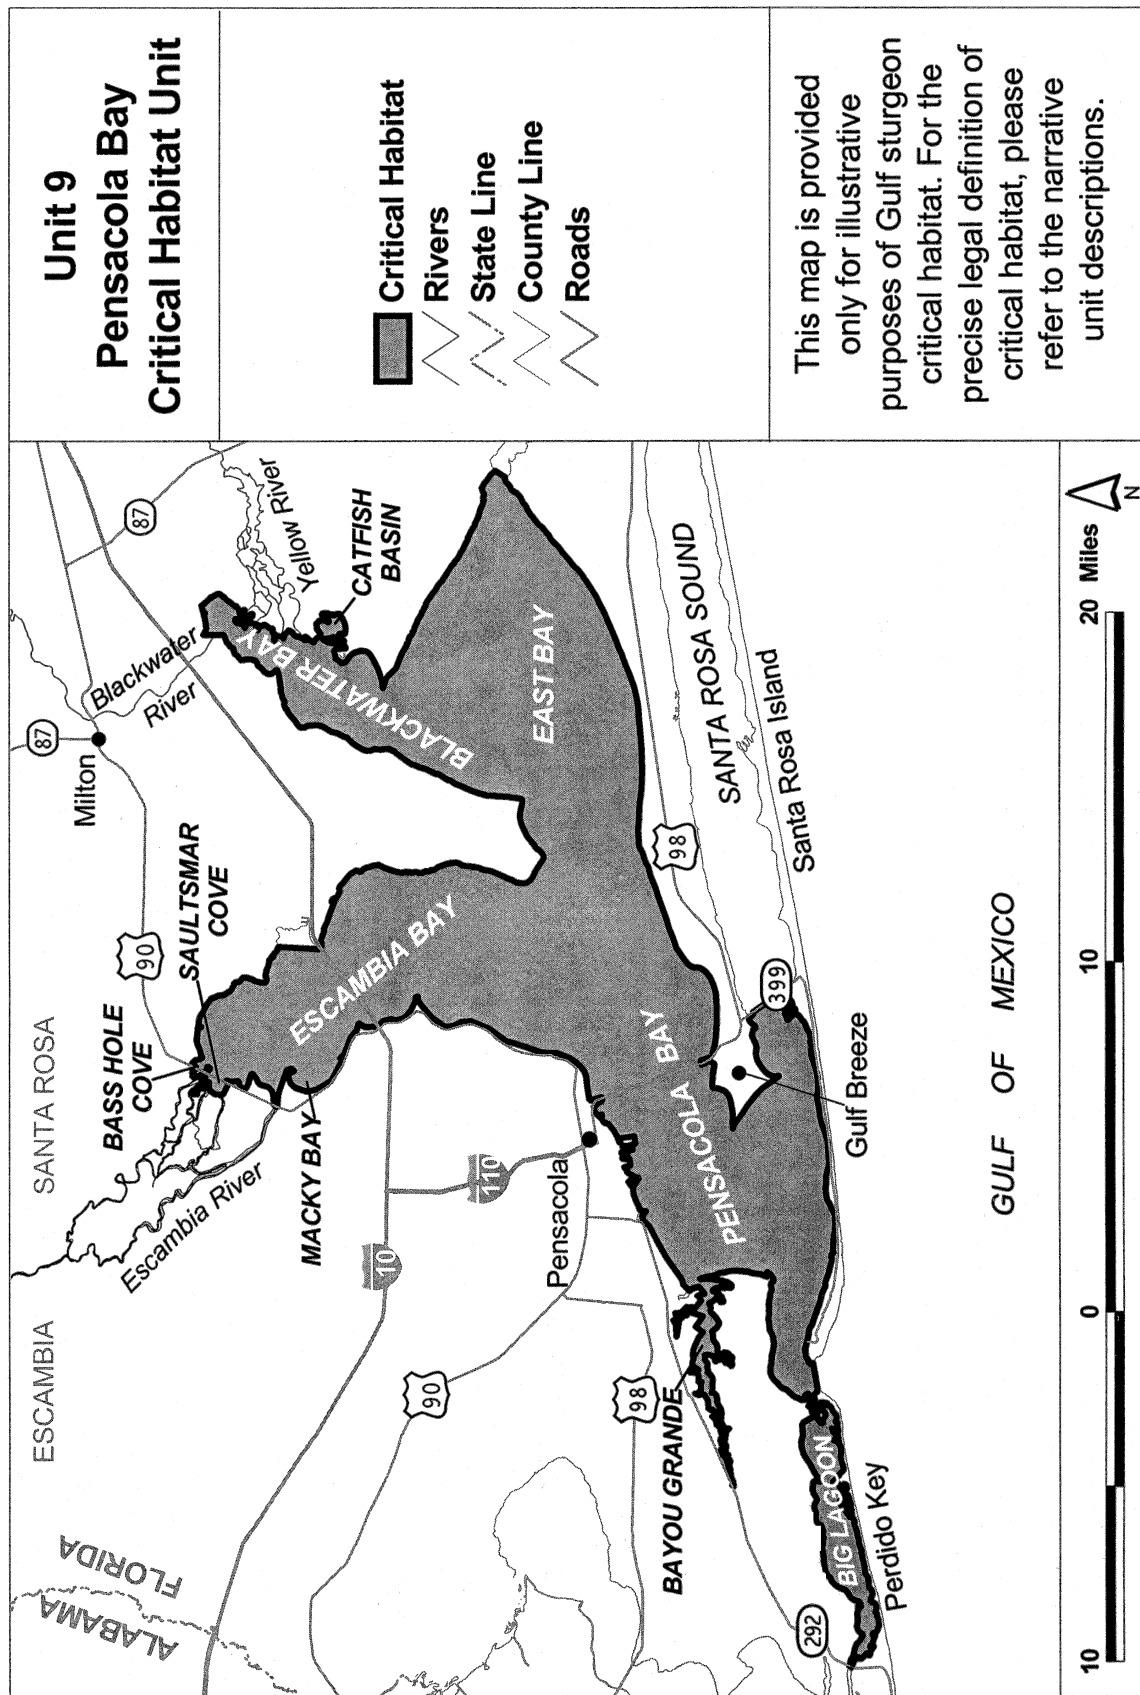 Unit 9
Pensacola Bay
Critical Habitat Unit
Critical Habitat
Rivers
State Line
County Line
Roads
This map is provided
only for illustrative
purposes of Gulf sturgeon
critical habitat. For the
precise legal definition of
critical habitat, please
refer to the narrative
unit descriptions.
ALABAMA
FLORIDA
ESCAMBIA
SANTA ROSA
BASS HOLE
COVE
SAULTSMAR
COVE
90
Milton
87
Blackwater
River
87
Yellow River
CATFISH
BASIN
Escambia River
MACKY BAY
ESCAMBIA BAY
BLACKWATER BAY
EAST BAY
10
110
90
Pensacola
98
98
BAYOU GRANDE
PENSACOLA BAY
SANTA ROSA SOUND
Santa Rosa Island
399
Gulf Breeze
292
BIG LAGOON
Perdido Key
GULF OF MEXICO
10
0
10
20 Miles
N